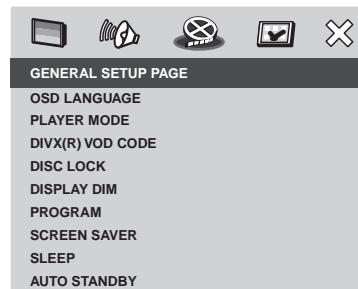 GENERAL SETUP PAGE
OSD LANGUAGE
PLAYER MODE
DIVX(R) VOD CODE
DISC LOCK
DISPLAY DIM
PROGRAM
SCREEN SAVER
SLEEP
AUTO STANDBY